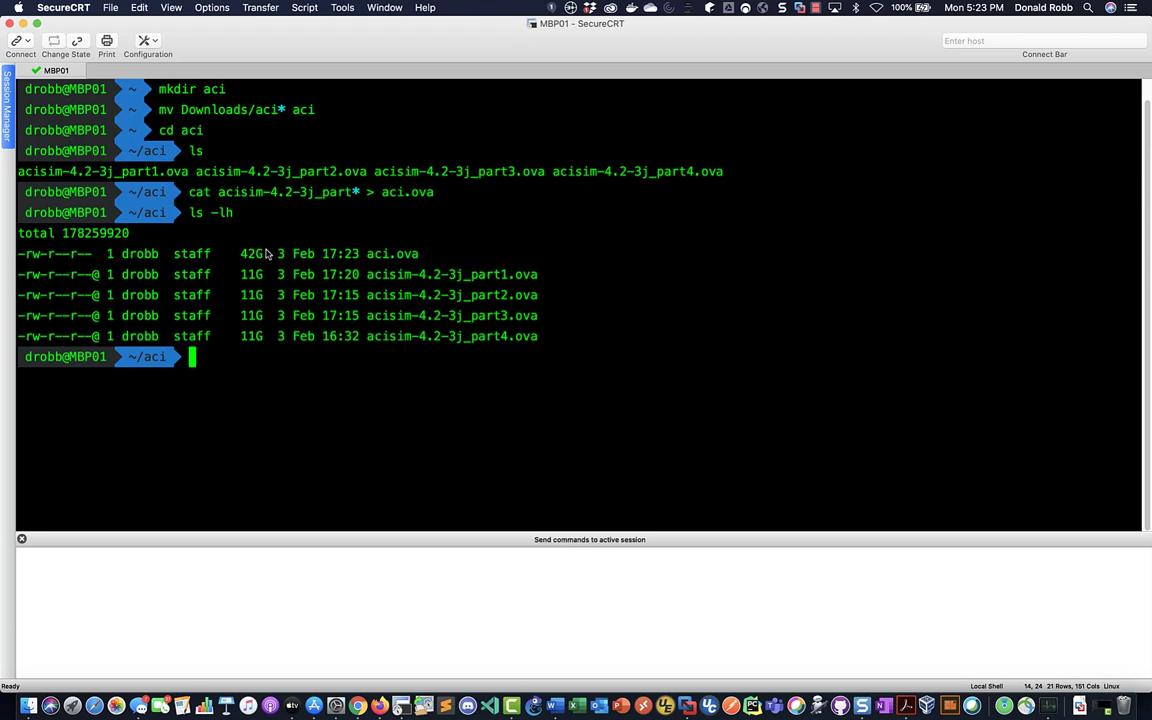 SecureCRT File Edit View Options Transfer Script Tools Window Help 100% Mon 5:23 PM Donald Robb
MBP01 - SecureCRT
Connect Change State Print Configuration
Enter host
Connect Bar
Session Manager
MBP01
drobb@MBP01 ~ mkdir aci
drobb@MBP01 ~ mv Downloads/aci* aci
drobb@MBP01 ~ cd aci
drobb@MBP01 ~/aci ls
acisim-4.2-3j_part1.ova acisim-4.2-3j_part2.ova acisim-4.2-3j_part3.ova acisim-4.2-3j_part4.ova
drobb@MBP01 ~/aci cat acisim-4.2-3j_part* > aci.ova
drobb@MBP01 ~/aci ls -lh
total 178259920
-rw-r--r-- 1 drobb staff 42G 3 Feb 17:23 aci.ova
-rw-r--r--@ 1 drobb staff 11G 3 Feb 17:20 acisim-4.2-3j_part1.ova
-rw-r--r--@ 1 drobb staff 11G 3 Feb 17:15 acisim-4.2-3j_part2.ova
-rw-r--r--@ 1 drobb staff 11G 3 Feb 17:15 acisim-4.2-3j_part3.ova
-rw-r--r--@ 1 drobb staff 11G 3 Feb 16:32 acisim-4.2-3j_part4.ova
drobb@MBP01 ~/aci
Send commands to active session
Ready
Local Shell 14, 24 21 Rows, 151 Cols Linux